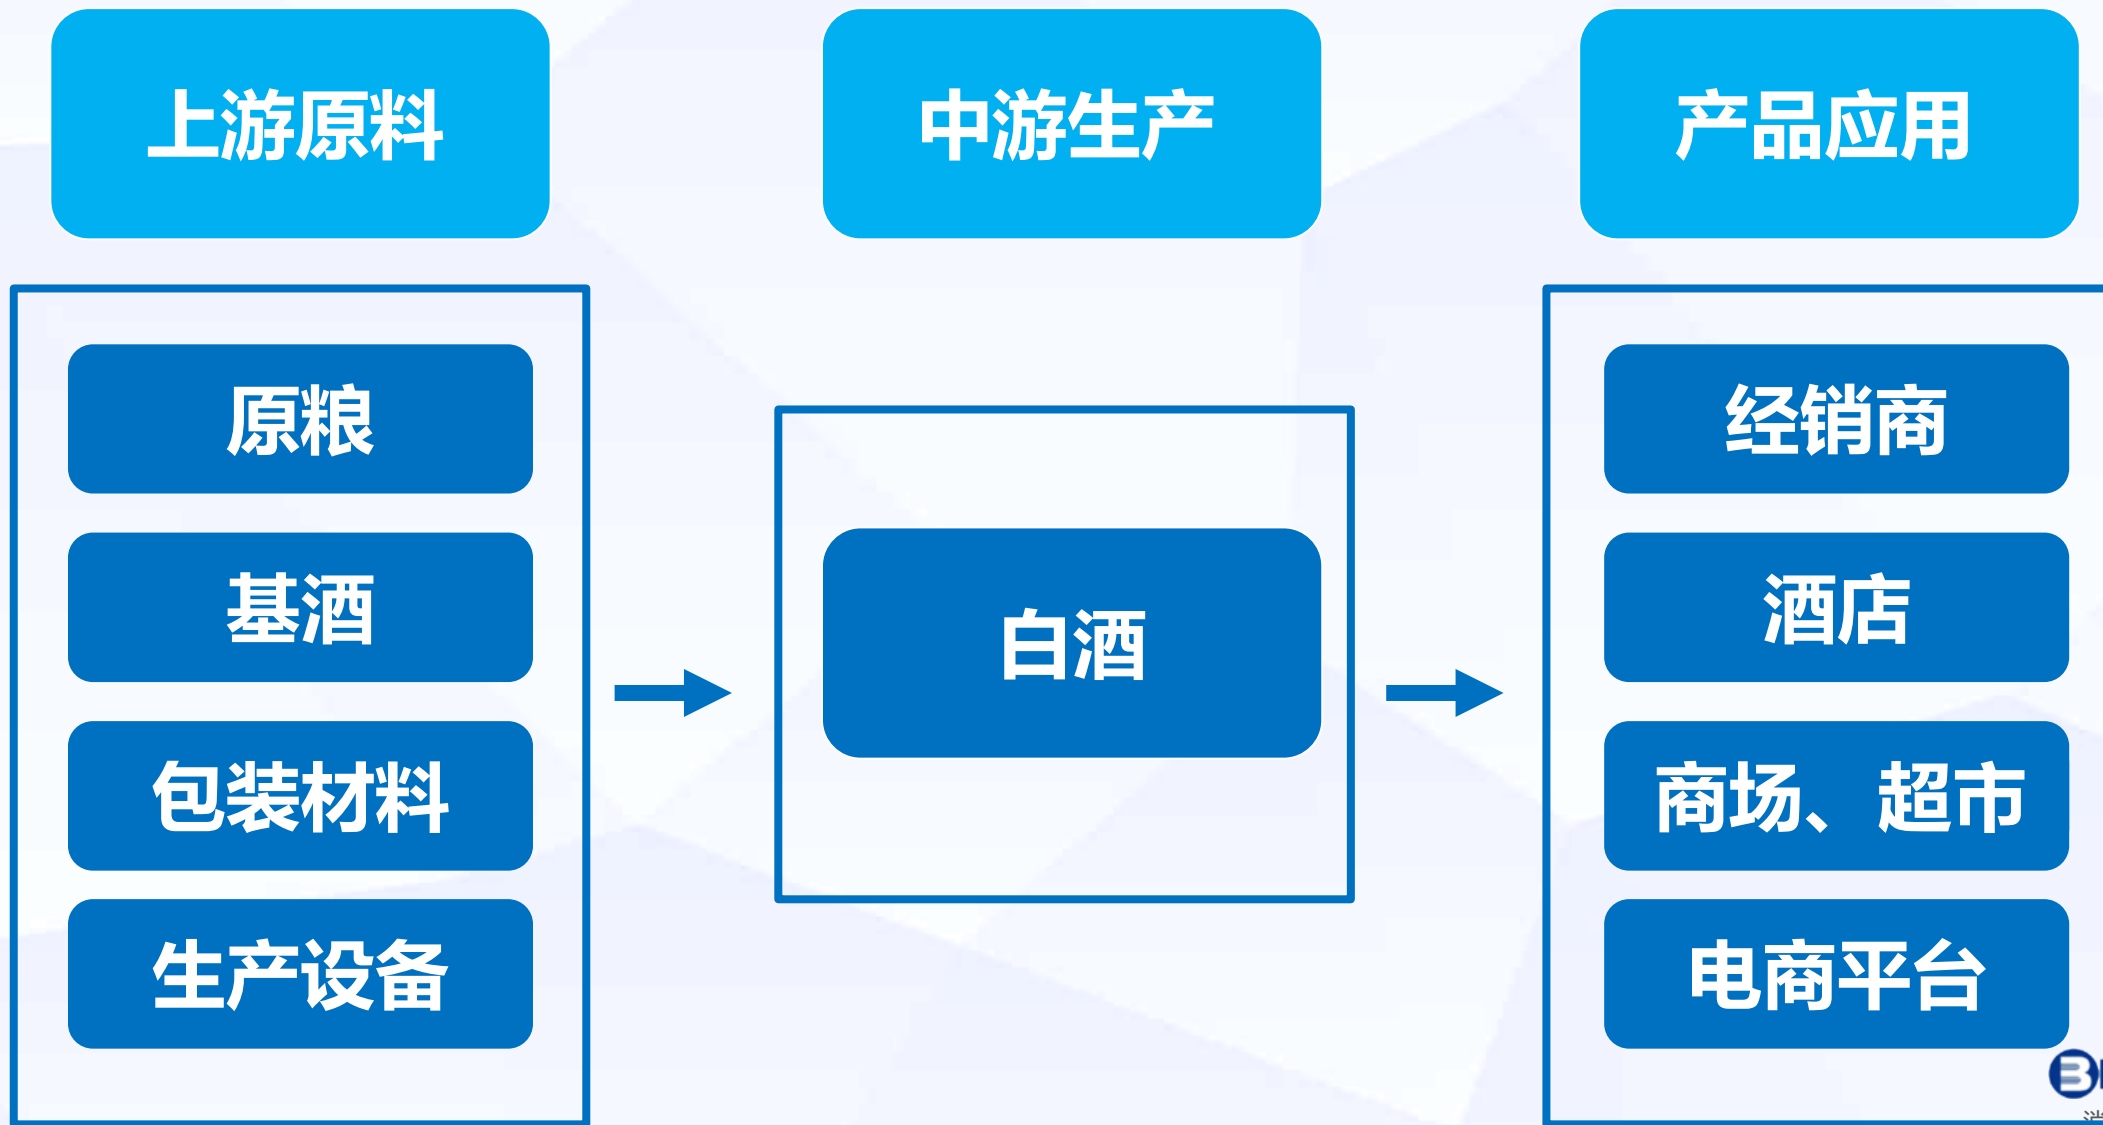 上游原料
中游生产
产品应用
原粮
基酒
包装材料
生产设备
白酒
经销商
酒店
商场、超市
电商平台